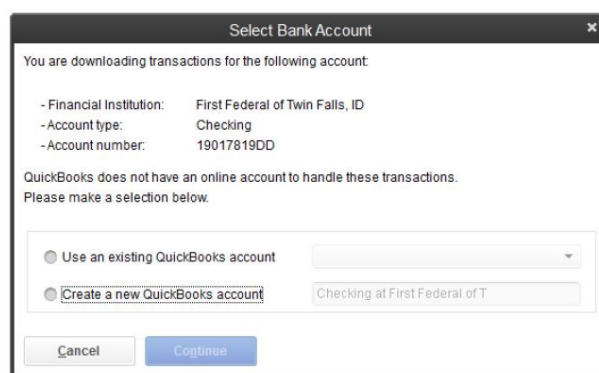 Select Bank Account
You are downloading transactions for the following account:
- Financial Institution: First Federal of Twin Falls, ID
- Account type: Checking
- Account number: 19017819DD
QuickBooks does not have an online account to handle these transactions.
Please make a selection below.
Use an existing QuickBooks account
Create a new QuickBooks account Checking at First Federal of T
Cancel Continue